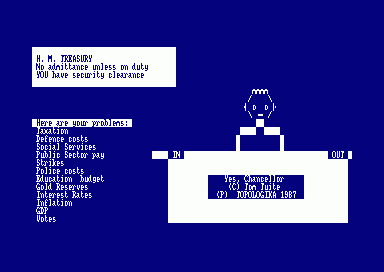 H. M. TREASURY
No admittance unless on duty
YOU have security clearance
Here are your problems:
Taxation
Defence costs
Social Services
Public Sector pay
Strikes
Police costs
Education budget
Gold Reserves
Interest Rates
Inflation
GDP
Votes
IN
OUT
Yes, Chancellor
(C) Tom Tuite
(P) TOPOLOGIKA 1987